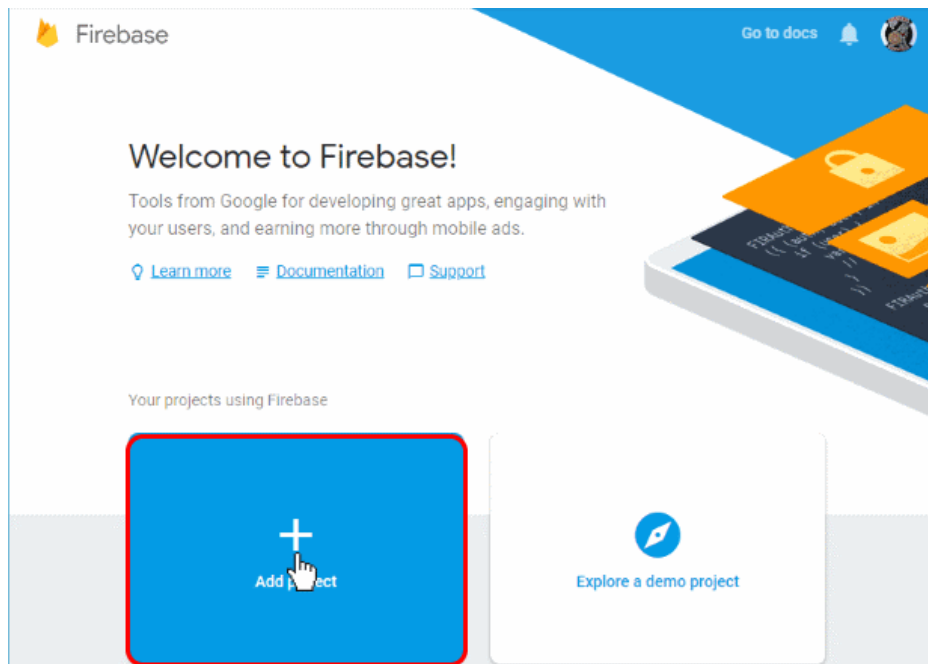 Firebase
Go to docs
Welcome to Firebase!
Tools from Google for developing great apps, engaging with
your users, and earning more through mobile ads.
Learn more
Documentation
Support
Your projects using Firebase
Add project
Explore a demo project